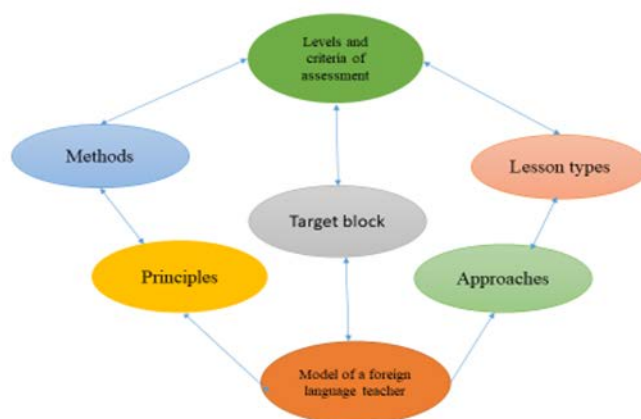 Levels and
criteria of
assessment
Methods
Lesson types
Target block
Principles
Approaches
Model of a foreign
language teacher